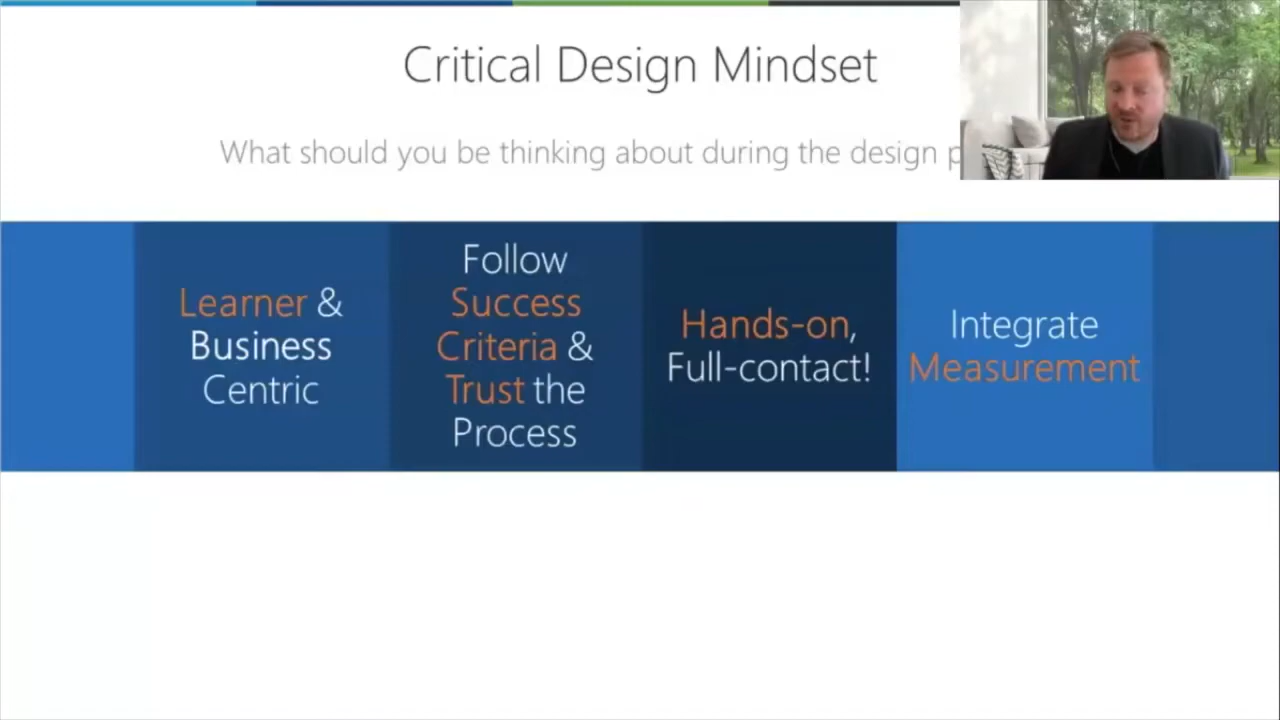 Critical Design Mindset
What should you be thinking about during the design
Learner &
Business
Centric
Follow
Success
Criteria &
Trust the
Process
Hands-on,
Full-contact!
Integrate
Measurement